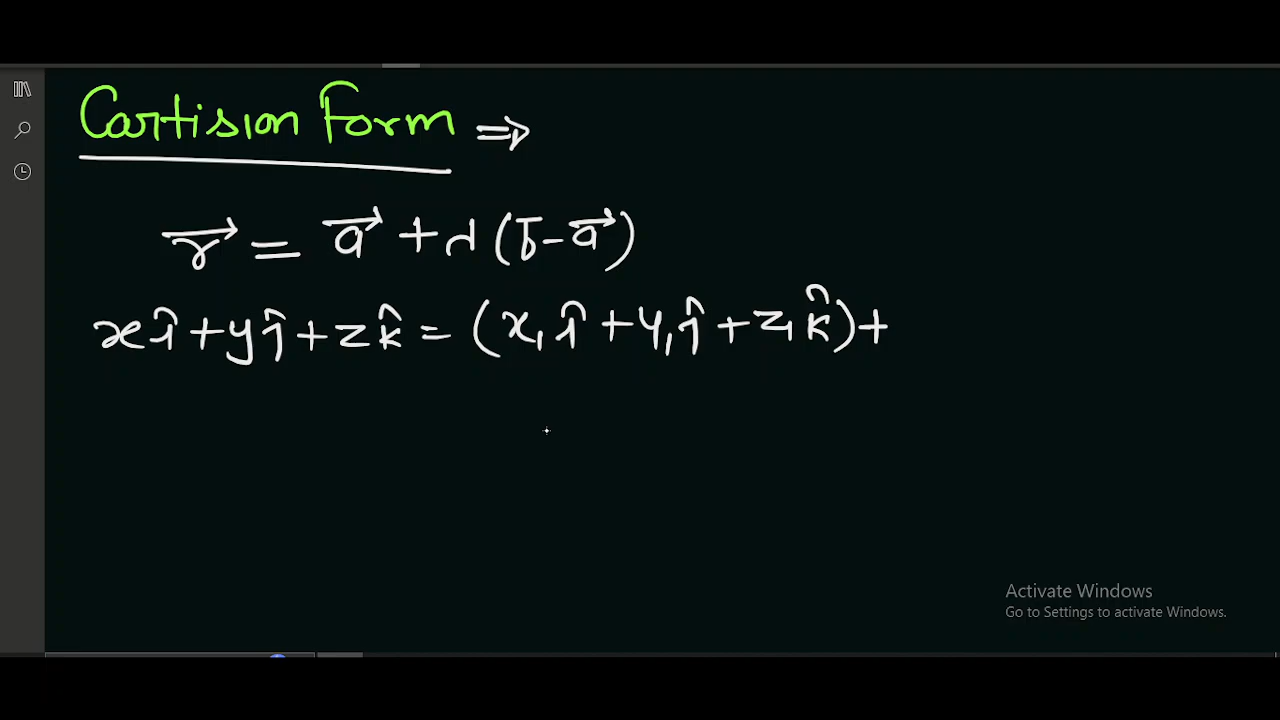 Cartision Form ⇒
r⃗ = a⃗ + λ (b̄ - a⃗)
xî + yĵ + zk̂ = (x₁î + y₁ĵ + z₁k̂) +
Activate Windows
Go to Settings to activate Windows.